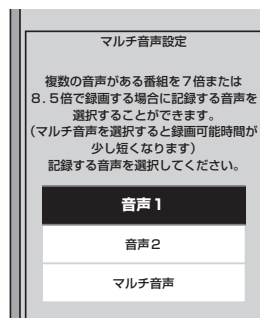 マルチ音声設定
複数の音声がある番組を７倍または
８．５倍で録画する場合に記録する音声を
選択することができます。
（マルチ音声を選択すると録画可能時間が
少し短くなります）
記録する音声を選択してください。
音声１
音声２
マルチ音声